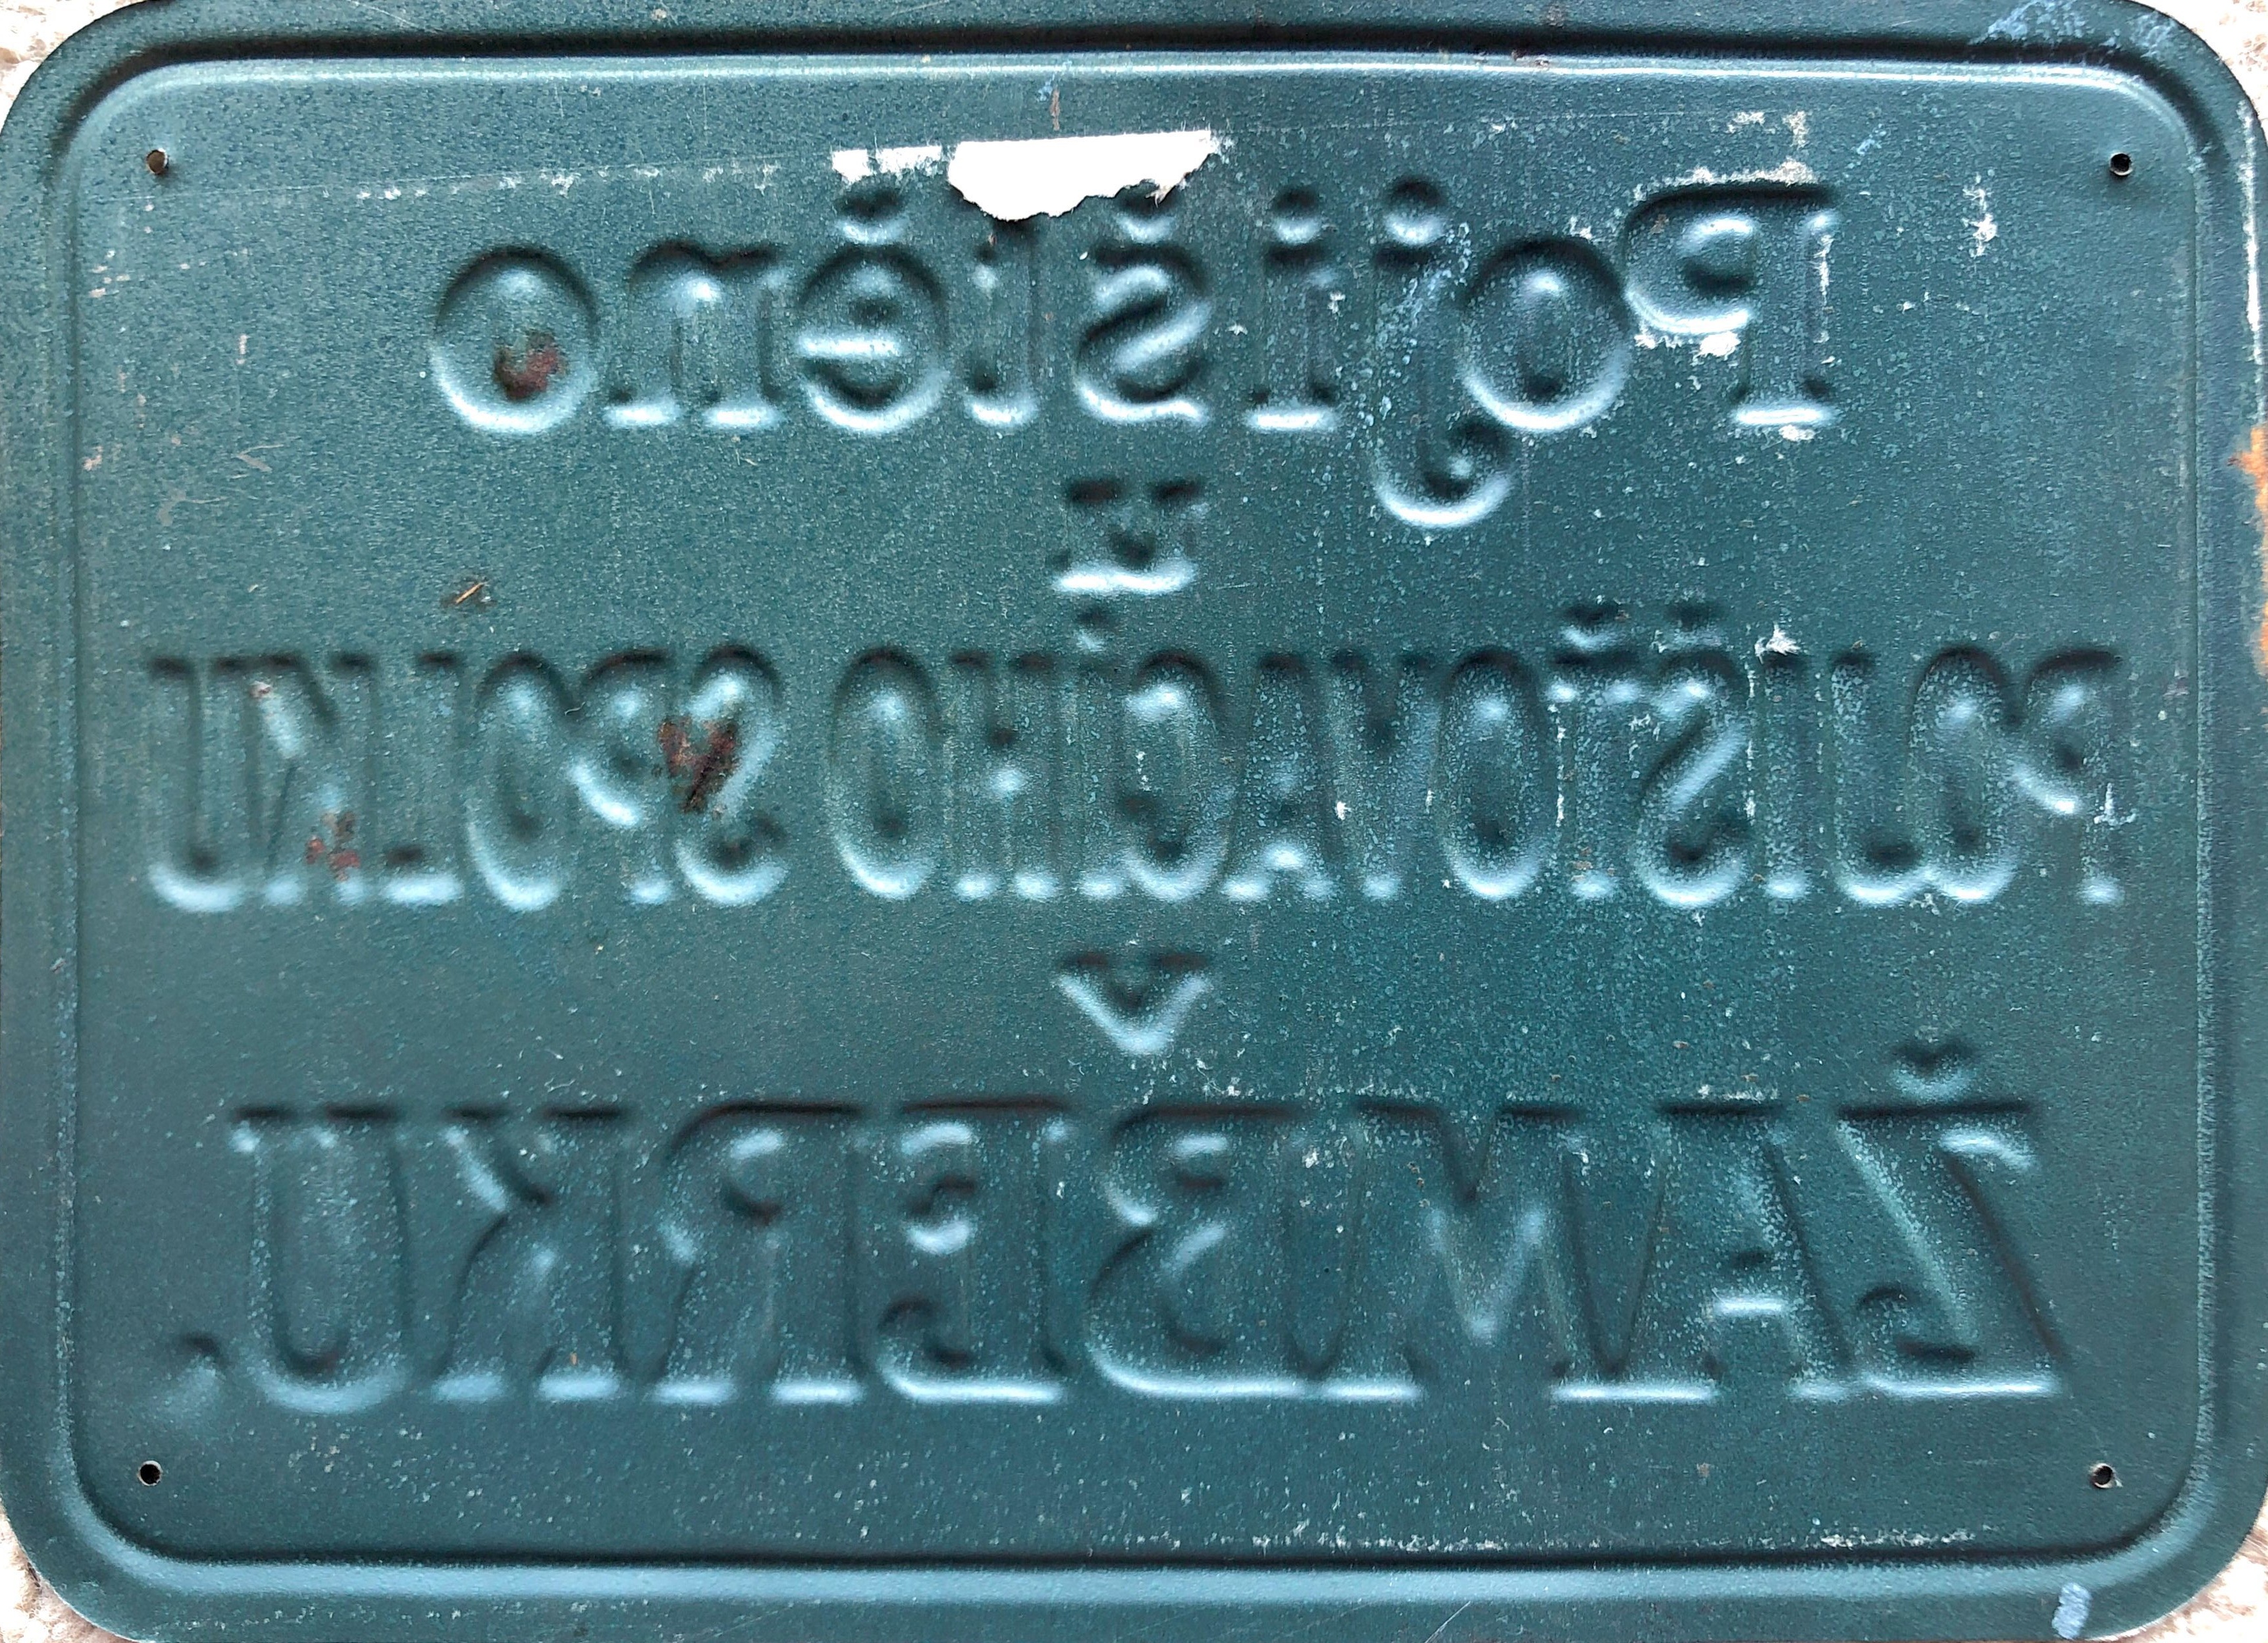 Pojištěno
u
POJIŠŤOVACÍHO SPOLKU
v
ŽAMBERKU.